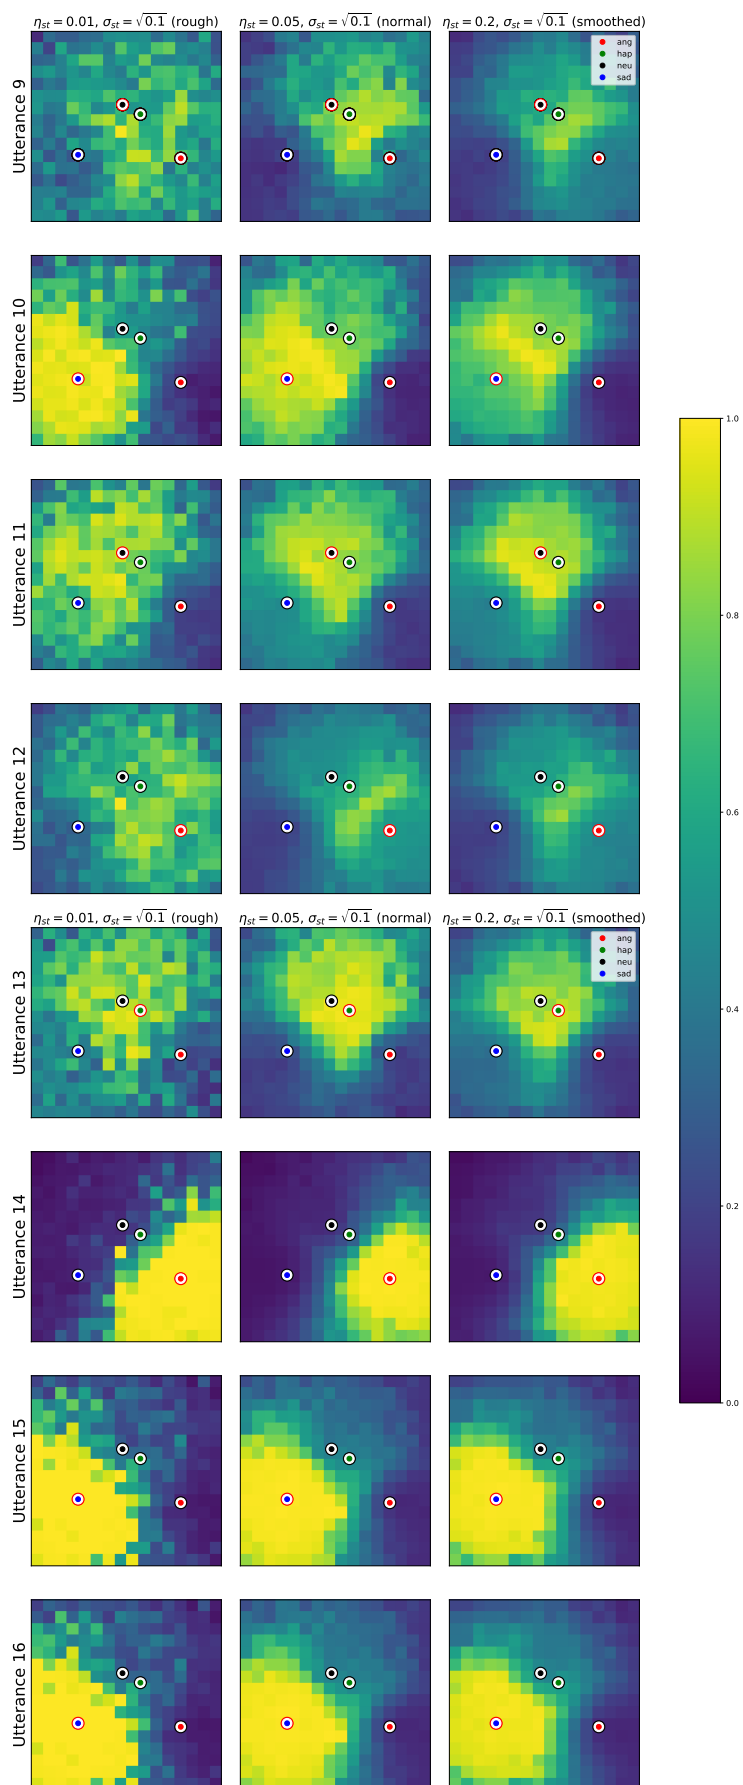 η_st = 0.01, σ_st = √0.1 (rough)
η_st = 0.05, σ_st = √0.1 (normal)
η_st = 0.2, σ_st = √0.1 (smoothed)
ang
hap
neu
sad
Utterance 9
Utterance 10
1.0
Utterance 11
0.8
Utterance 12
0.6
η_st = 0.01, σ_st = √0.1 (rough)
η_st = 0.05, σ_st = √0.1 (normal)
η_st = 0.2, σ_st = √0.1 (smoothed)
ang
hap
neu
sad
Utterance 13
0.4
Utterance 14
0.2
Utterance 15
0.0
Utterance 16